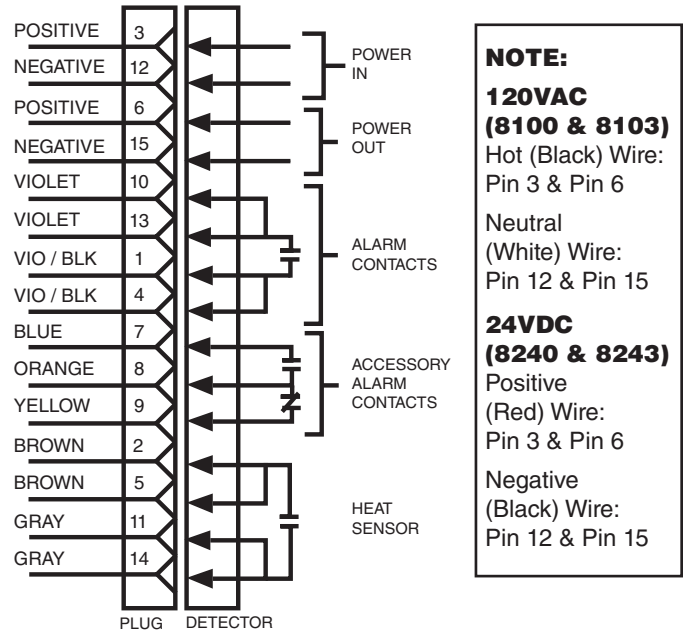 POSITIVE 3
NEGATIVE 12
POSITIVE 6
NEGATIVE 15
VIOLET 10
VIOLET 13
VIO / BLK 1
VIO / BLK 4
BLUE 7
ORANGE 8
YELLOW 9
BROWN 2
BROWN 5
GRAY 11
GRAY 14
PLUG
DETECTOR
POWER
IN
POWER
OUT
ALARM
CONTACTS
ACCESSORY
ALARM
CONTACTS
HEAT
SENSOR
NOTE:
120VAC
(8100 & 8103)
Hot (Black) Wire:
Pin 3 & Pin 6
Neutral
(White) Wire:
Pin 12 & Pin 15
24VDC
(8240 & 8243)
Positive
(Red) Wire:
Pin 3 & Pin 6
Negative
(Black) Wire:
Pin 12 & Pin 15